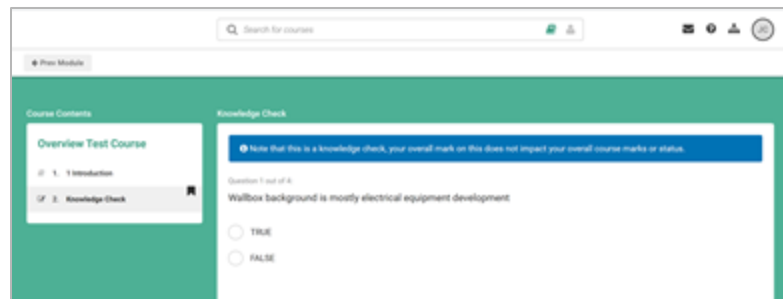 Search for courses
JC
Prev Module
Course Contents
Knowledge Check
Overview Test Course
1. 1 Introduction
2. Knowledge Check
Note that this is a knowledge check, your overall mark on this does not impact your overall course marks or status.
Question 1 out of 4
Wallbox background is mostly electrical equipment development
TRUE
FALSE